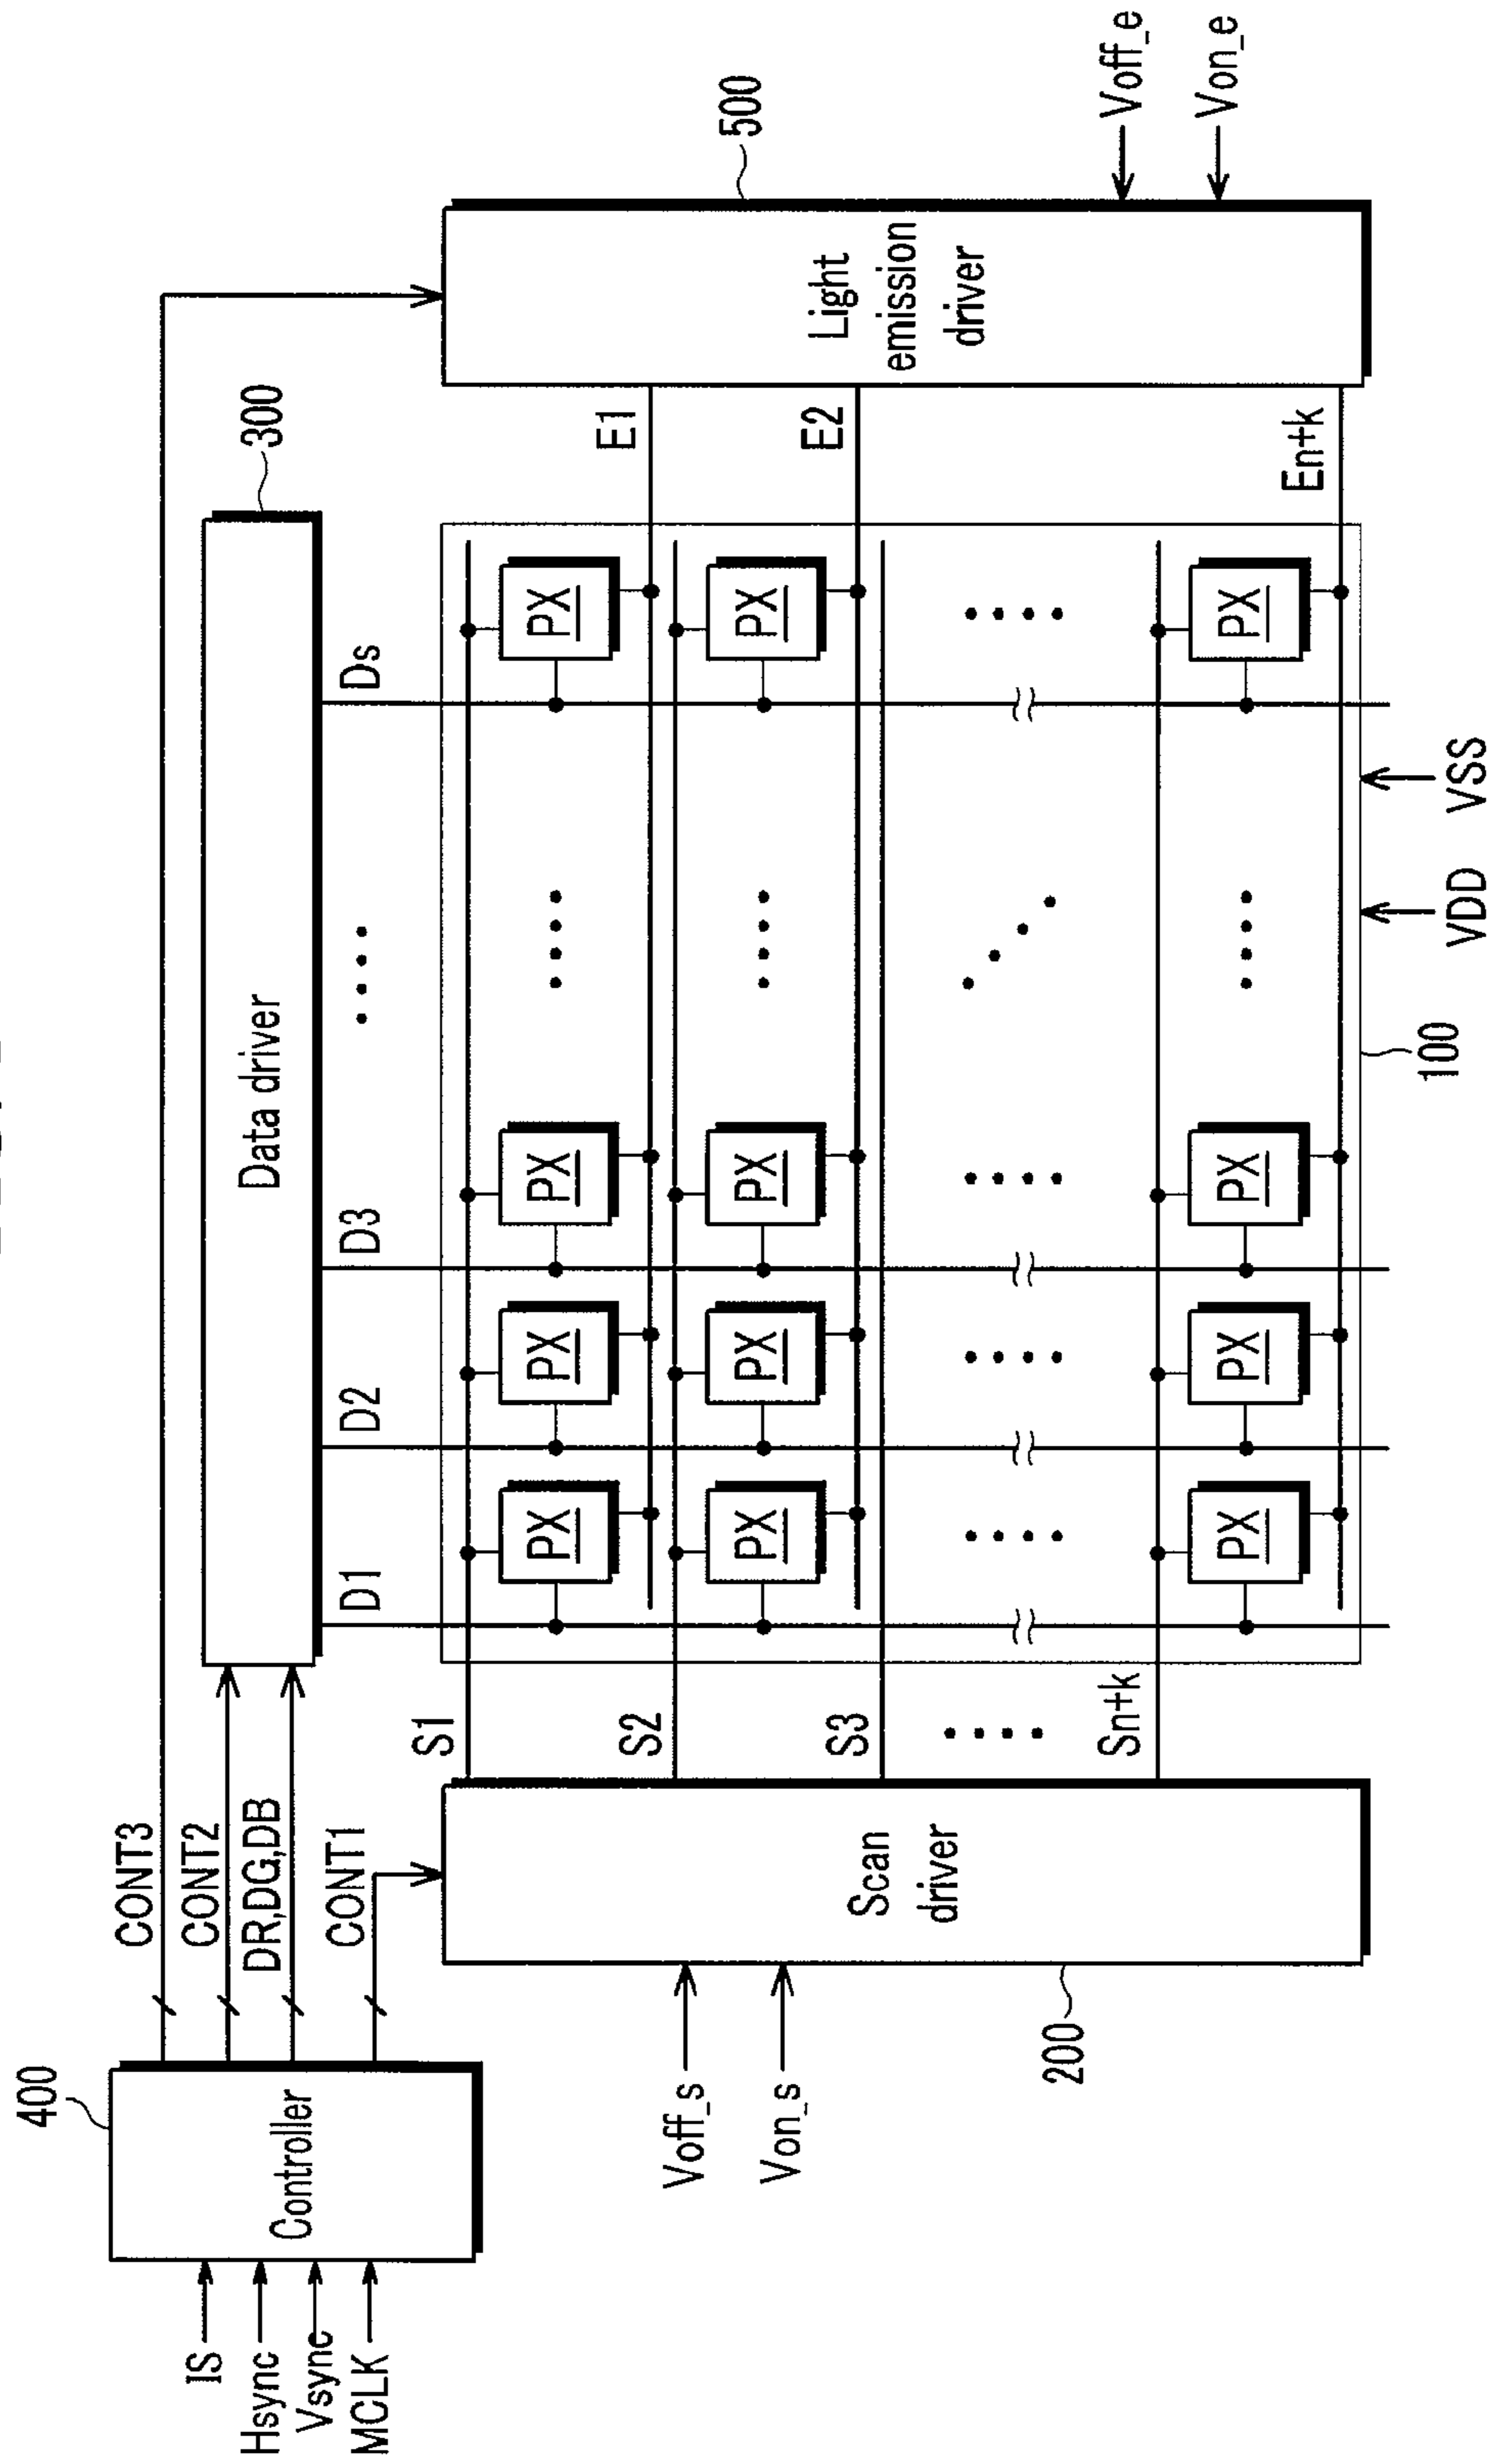 400
IS
Hsync
Vsync
MCLK
Controller
CONT3
CONT2
DR,DG,DB
CONT1
Data driver
300
D1
D2
D3
Ds
500
Light
emission
driver
Voff_e
Von_e
Voff_s
Von_s
Scan
driver
200
S1
S2
S3
Sn+k
PX PX PX PX
E1
PX PX PX PX
E2
PX PX PX PX
En+k
100
VDD
VSS